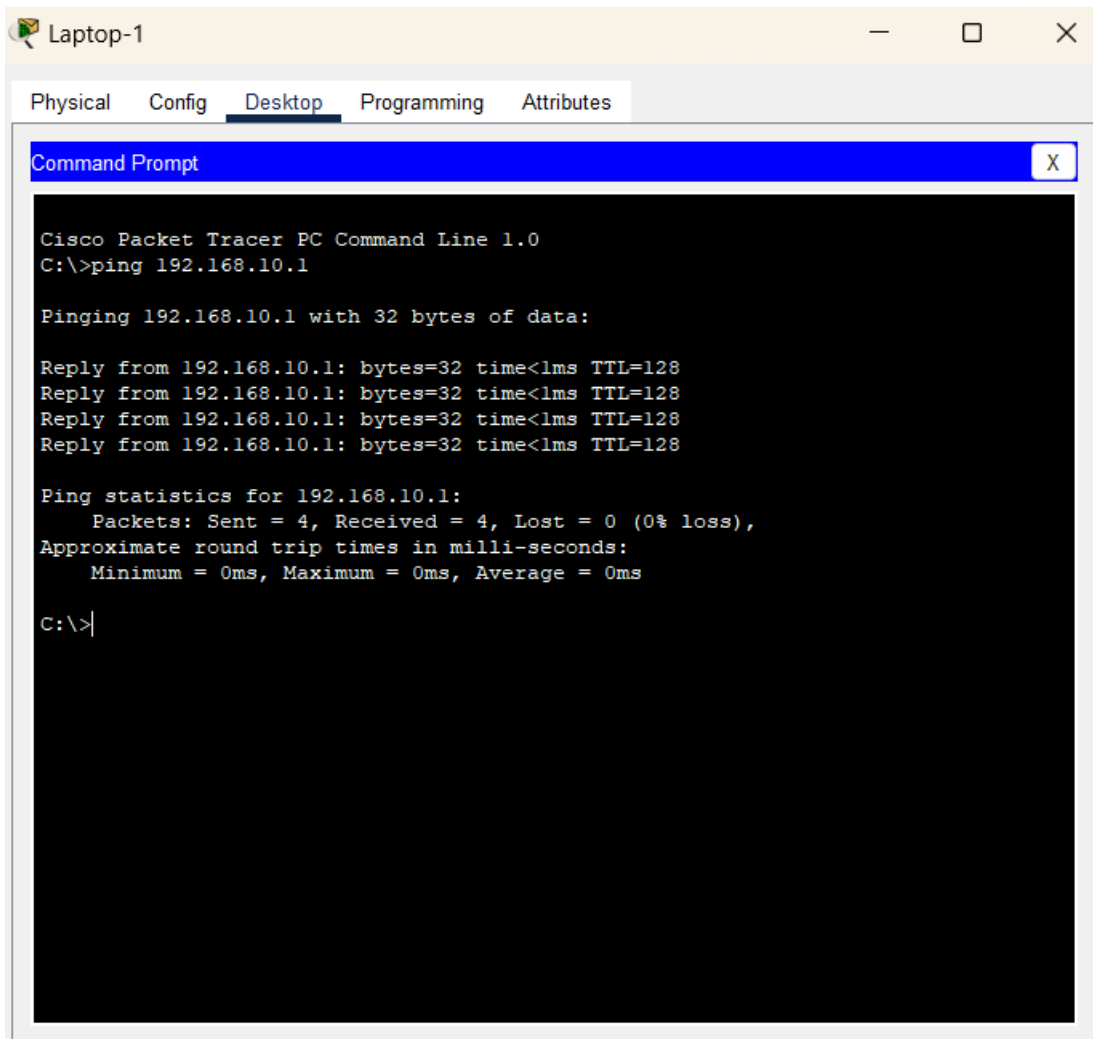 Laptop-1
Physical Config Desktop Programming Attributes
Command Prompt X
Cisco Packet Tracer PC Command Line 1.0
C:\>ping 192.168.10.1
Pinging 192.168.10.1 with 32 bytes of data:
Reply from 192.168.10.1: bytes=32 time<1ms TTL=128
Reply from 192.168.10.1: bytes=32 time<1ms TTL=128
Reply from 192.168.10.1: bytes=32 time<1ms TTL=128
Reply from 192.168.10.1: bytes=32 time<1ms TTL=128
Ping statistics for 192.168.10.1:
    Packets: Sent = 4, Received = 4, Lost = 0 (0% loss),
Approximate round trip times in milli-seconds:
    Minimum = 0ms, Maximum = 0ms, Average = 0ms
C:\>